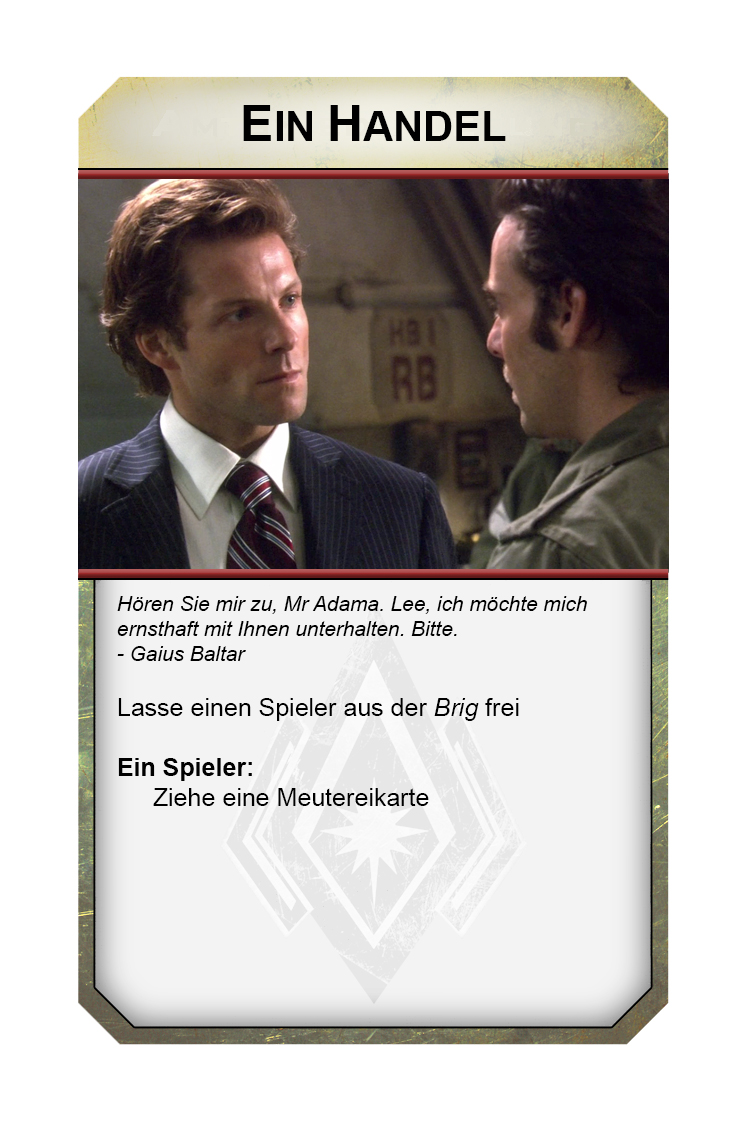 EIN HANDEL
HB 1
RB
Hören Sie mir zu, Mr Adama. Lee, ich möchte mich
ernsthaft mit Ihnen unterhalten. Bitte.
- Gaius Baltar
Lasse einen Spieler aus der Brig frei
Ein Spieler:
Ziehe eine Meutereikarte